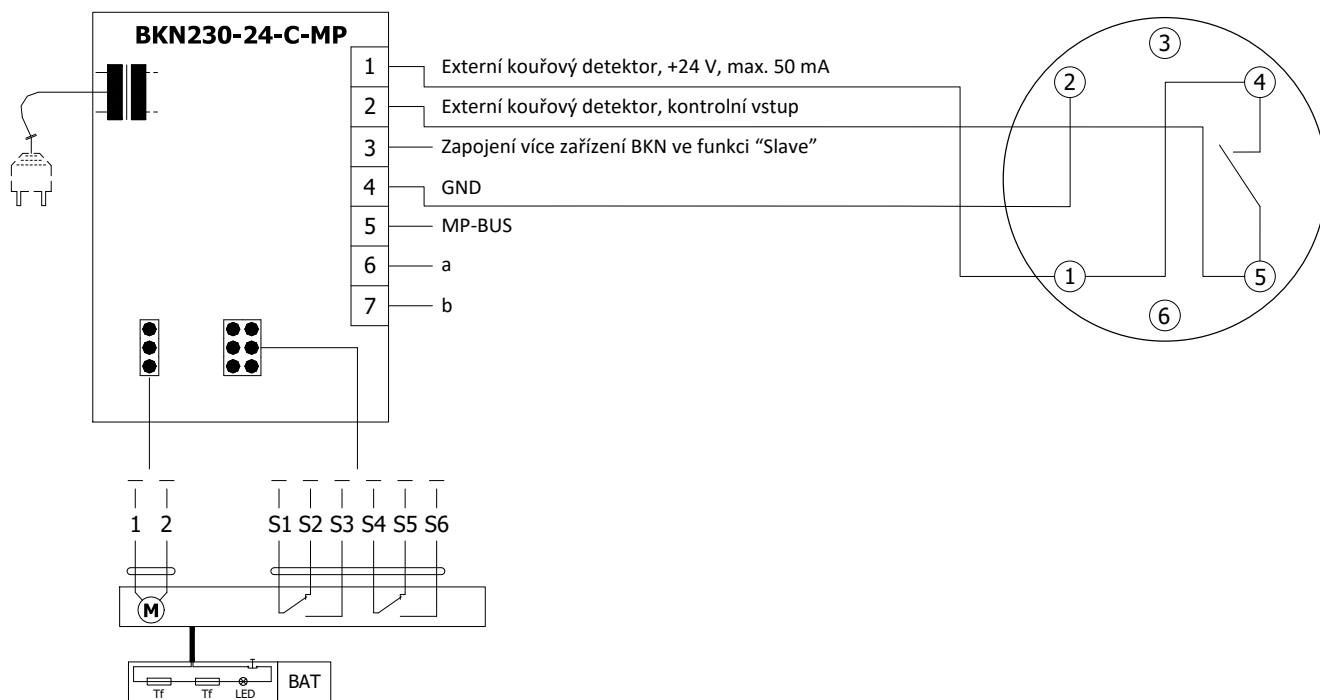 BKN230-24-C-MP
1 Externí kouřový detektor, +24 V, max. 50 mA
2 Externí kouřový detektor, kontrolní vstup
3 Zapojení více zařízení BKN ve funkci “Slave”
4 GND
5 MP-BUS
6 a
7 b
3
2 4
1 5
6
1 2 S1 S2 S3 S4 S5 S6
M
Tf Tf LED BAT